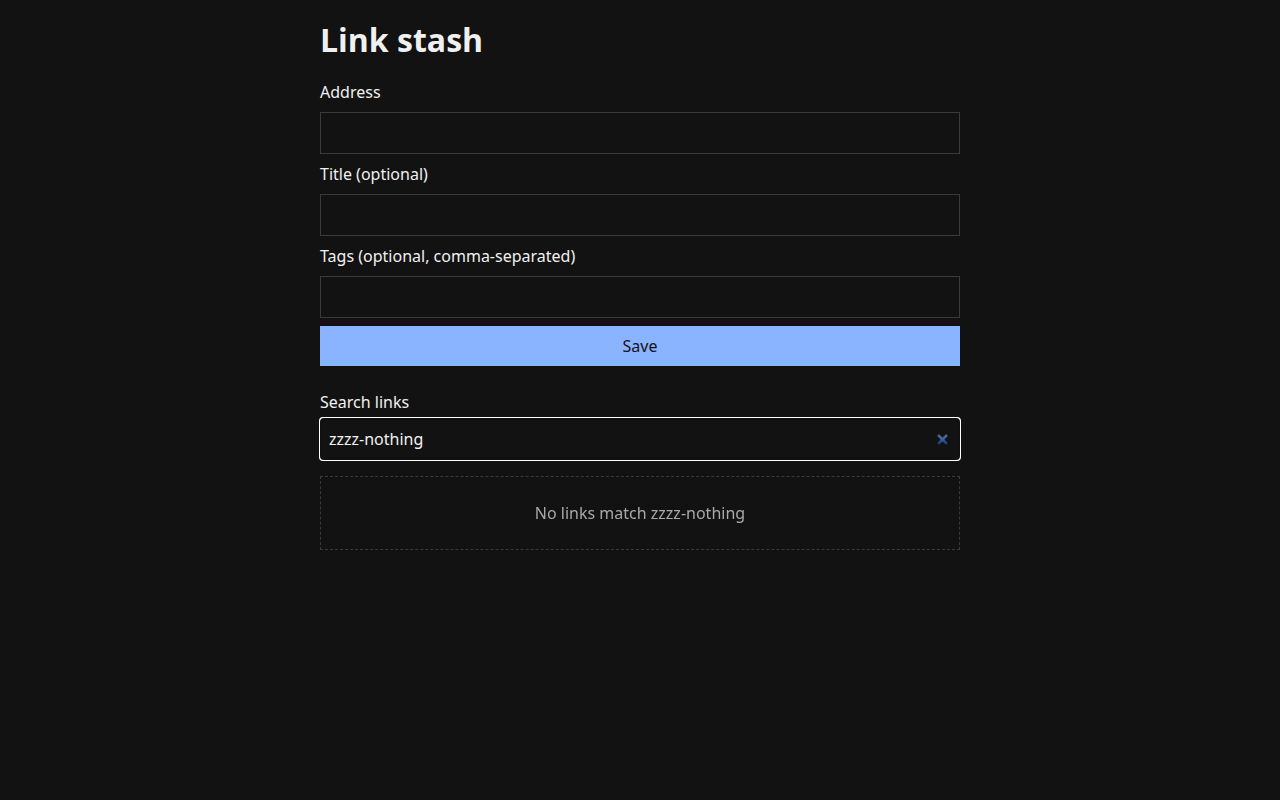 Link stash
Address
Title (optional)
Tags (optional, comma-separated)
Save
Search links
zzzz-nothing
No links match zzzz-nothing